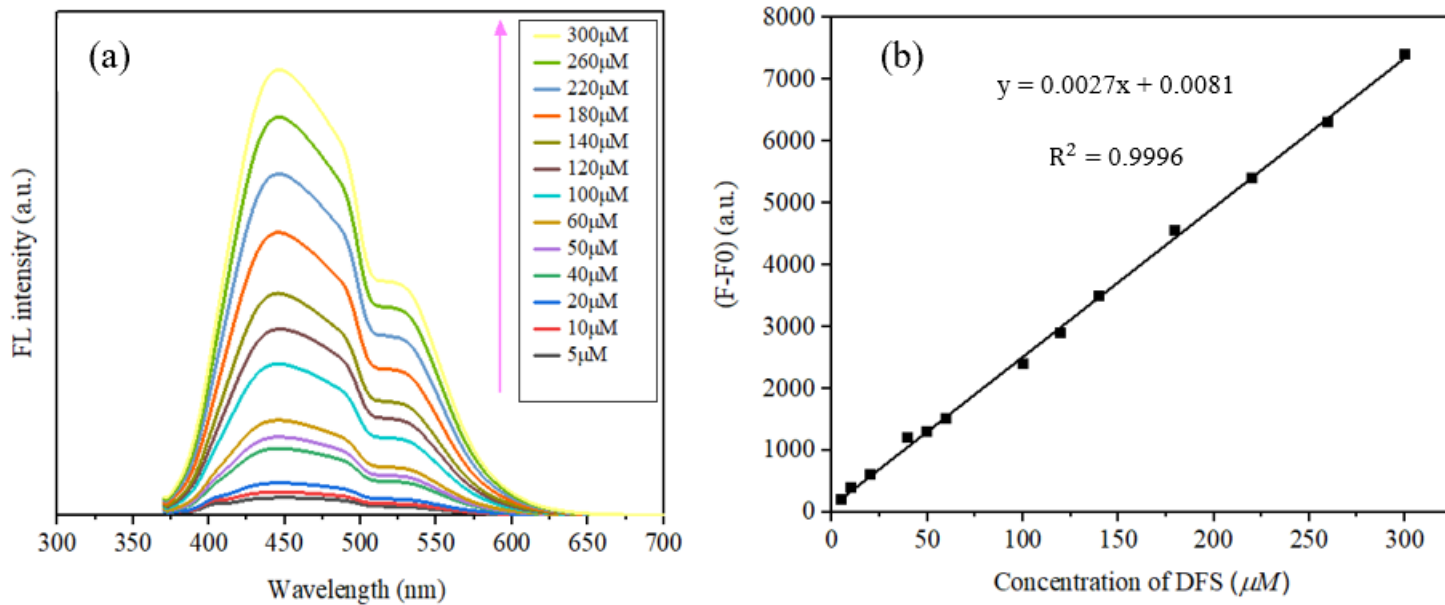 (a)
300μM
260μM
220μM
180μM
140μM
120μM
100μM
60μM
50μM
40μM
20μM
10μM
5μM
FL intensity (a.u.)
300 350 400 450 500 550 600 650 700
Wavelength (nm)
(b)
y = 0.0027x + 0.0081
R² = 0.9996
8000
7000
6000
5000
4000
3000
2000
1000
0
(F-F0) (a.u.)
0 50 100 150 200 250 300
Concentration of DFS (μM)